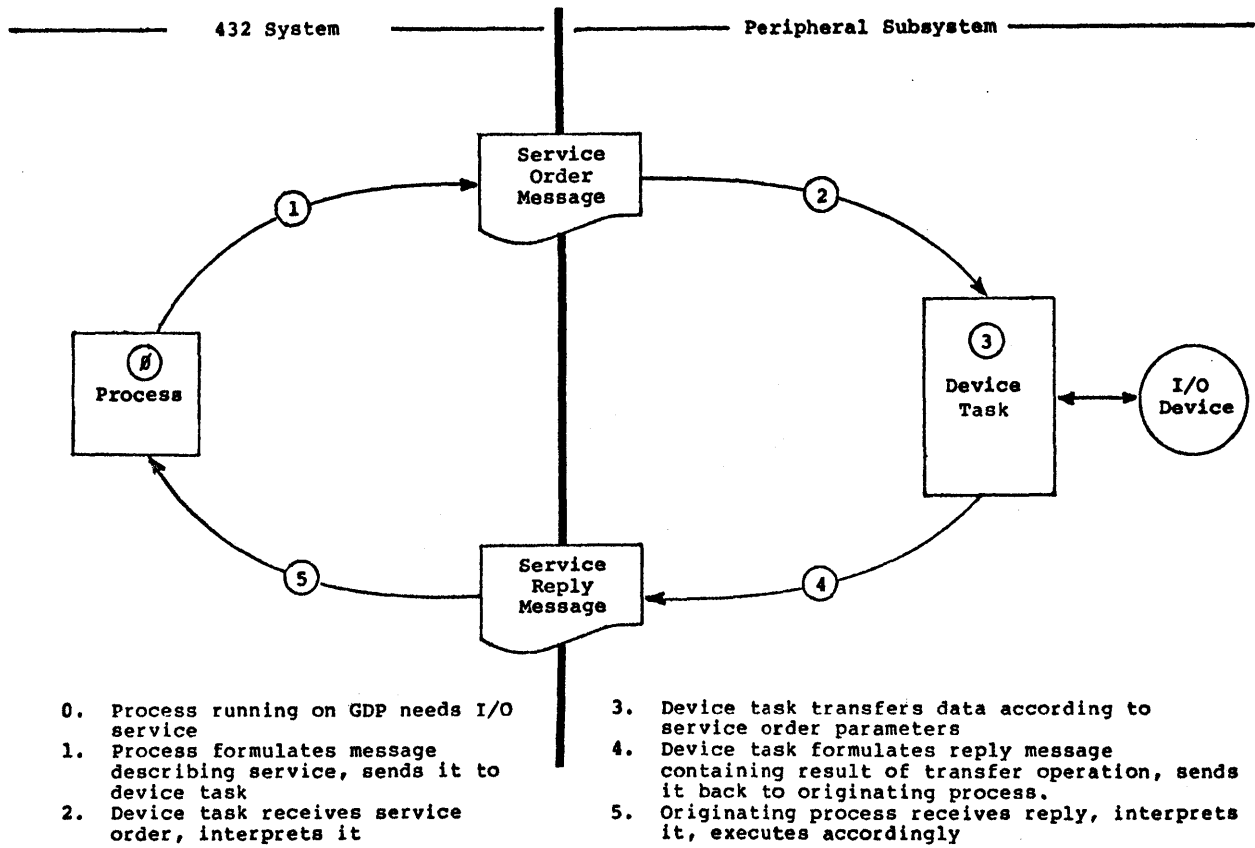 432 System
Peripheral Subsystem
Service
Order
Message
1
2
Ø
Process
3
Device
Task
I/O
Device
Service
Reply
Message
5
4
0. Process running on GDP needs I/O
service
1. Process formulates message
describing service, sends it to
device task
2. Device task receives service
order, interprets it
3. Device task transfers data according to
service order parameters
4. Device task formulates reply message
containing result of transfer operation, sends
it back to originating process.
5. Originating process receives reply, interprets
it, executes accordingly